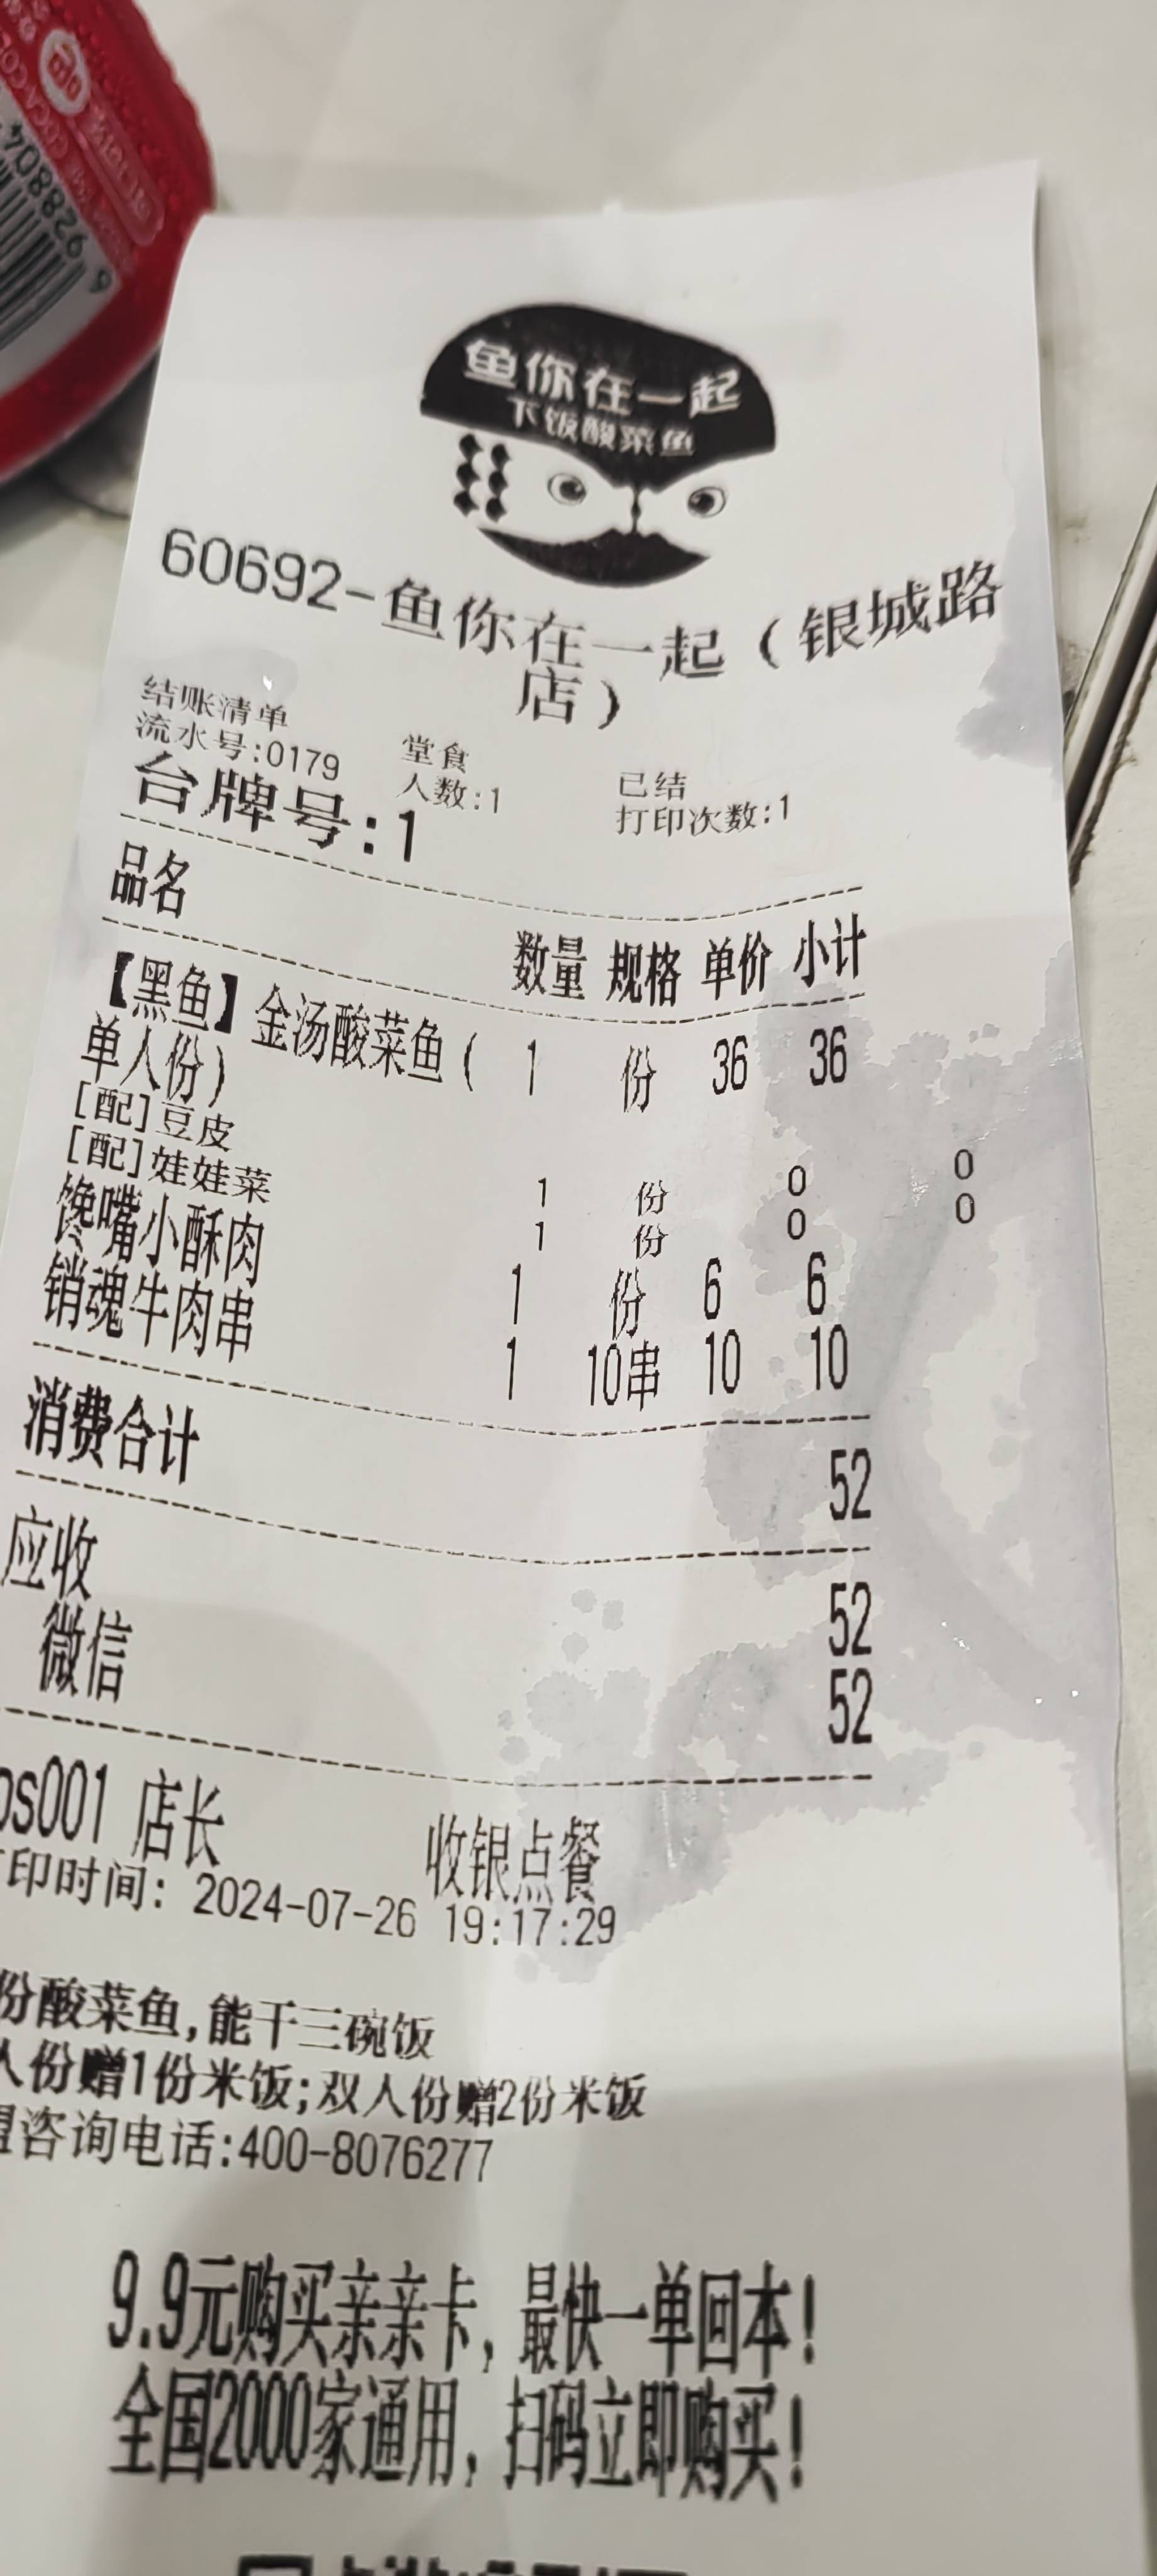 鱼你在一起
下饭酸菜鱼
60692-鱼你在一起（银城路
店）
结账清单 堂食 已结
流水号:0179 人数:1 打印次数:1
台牌号:1
品名 数量 规格 单价 小计
【黑鱼】金汤酸菜鱼( 1 份 36 36
单人份)
[配]豆皮 1 份 0 0
[配]娃娃菜 1 份 0 0
馋嘴小酥肉 1 份 6 6
销魂牛肉串 1 10串 10 10
消费合计 52
应收 52
微信 52
os001 店长 收银点餐
印时间: 2024-07-26 19:17:29
份酸菜鱼,能干三碗饭
人份赠1份米饭;双人份赠2份米饭
盟咨询电话:400-8076277
9.9元购买亲亲卡，最快一单回本!
全国2000家通用，扫码立即购买!